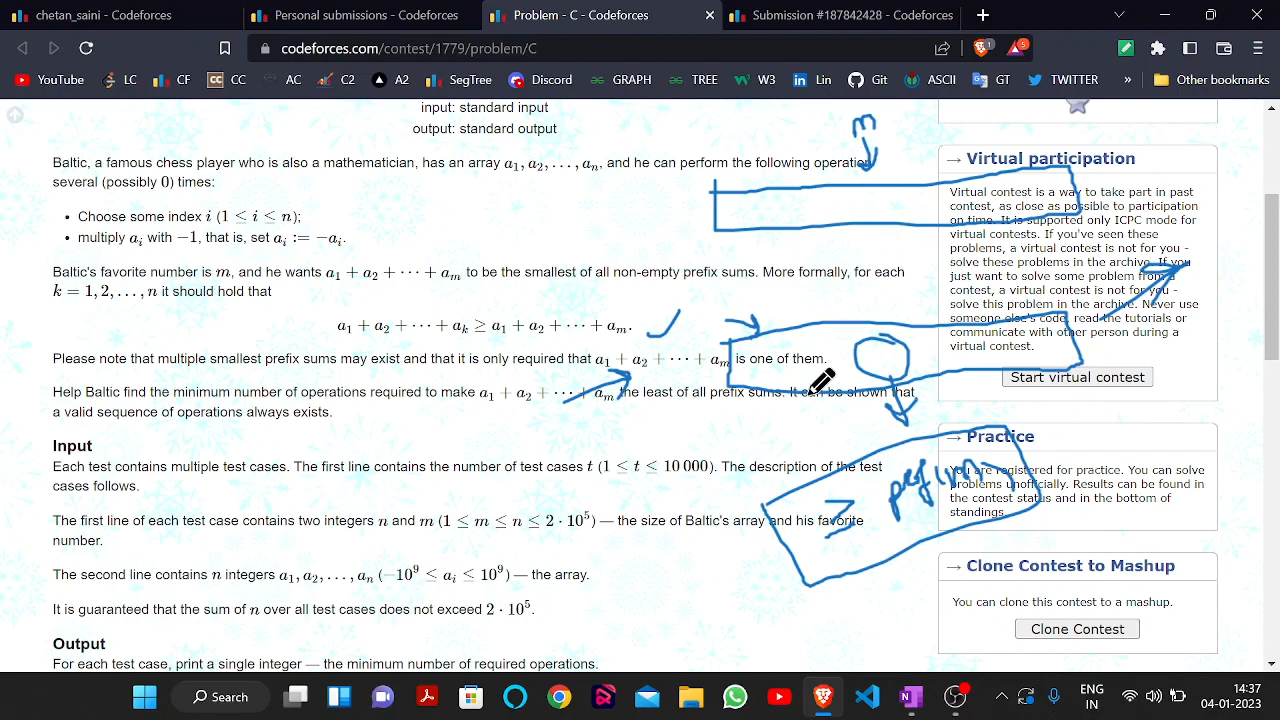 chetan_saini - Codeforces
Personal submissions - Codeforces
Problem - C - Codeforces
Submission #187842428 - Codeforces
codeforces.com/contest/1779/problem/C
YouTube LC CF CC AC C2 A2 SegTree Discord GRAPH TREE W3 Lin Git ASCII GT TWITTER » Other bookmarks
input: standard input
output: standard output
Baltic, a famous chess player who is also a mathematician, has an array a₁, a₂, …, aₙ, and he can perform the following operation
several (possibly 0) times:
• Choose some index i (1 ≤ i ≤ n);
• multiply aᵢ with −1, that is, set aᵢ := −aᵢ.
Baltic's favorite number is m, and he wants a₁ + a₂ + ⋯ + aₘ to be the smallest of all non-empty prefix sums. More formally, for each
k = 1, 2, …, n it should hold that
a₁ + a₂ + ⋯ + aₖ ≥ a₁ + a₂ + ⋯ + aₘ.
Please note that multiple smallest prefix sums may exist and that it is only required that a₁ + a₂ + ⋯ + aₘ is one of them.
Help Baltic find the minimum number of operations required to make a₁ + a₂ + ⋯ + aₘ the least of all prefix sums. It can be shown that
a valid sequence of operations always exists.
Input
Each test contains multiple test cases. The first line contains the number of test cases t (1 ≤ t ≤ 10 000). The description of the test
cases follows.
The first line of each test case contains two integers n and m (1 ≤ m ≤ n ≤ 2 · 10⁵) — the size of Baltic's array and his favorite
number.
The second line contains n integers a₁, a₂, …, aₙ (−10⁹ ≤ aᵢ ≤ 10⁹) — the array.
It is guaranteed that the sum of n over all test cases does not exceed 2 · 10⁵.
Output
For each test case, print a single integer — the minimum number of required operations.
m
≥ pref(m)
→ Virtual participation
Virtual contest is a way to take part in past
contest, as close as possible to participation
on time. It is supported only ICPC mode for
virtual contests. If you've seen these
problems, a virtual contest is not for you -
solve these problems in the archive. If you
just want to solve some problem from a
contest, a virtual contest is not for you -
solve this problem in the archive. Never use
someone else's code, read the tutorials or
communicate with other person during a
virtual contest.
Start virtual contest
→ Practice
You are registered for practice. You can solve
problems unofficially. Results can be found in
the contest status and in the bottom of
standings.
→ Clone Contest to Mashup
You can clone this contest to a mashup.
Clone Contest
Search
ENG
IN
14:37
04-01-2023